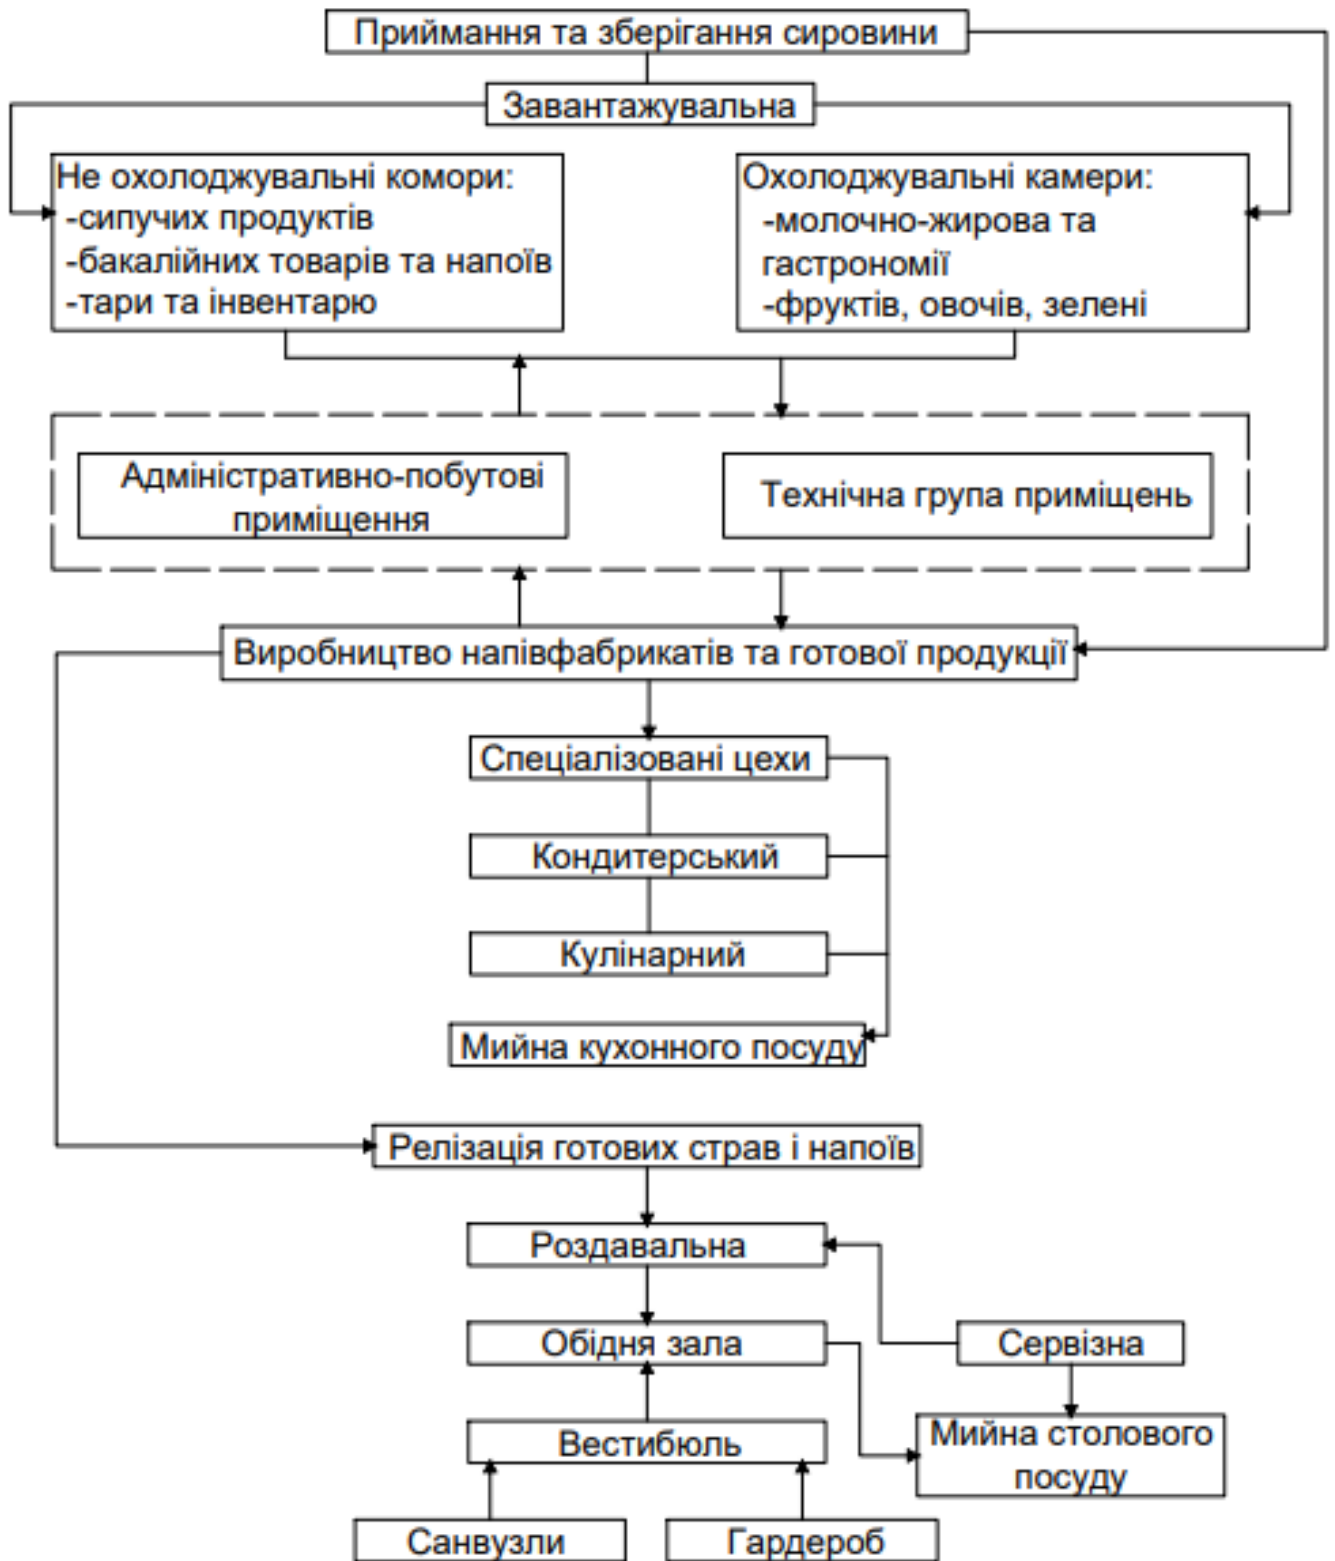 Приймання та зберігання сировини
Завантажувальна
Не охолоджувальні комори:
-сипучих продуктів
-бакалійних товарів та напоїв
-тари та інвентарю
Охолоджувальні камери:
-молочно-жирова та
гастрономії
-фруктів, овочів, зелені
Адміністративно-побутові
приміщення
Технічна група приміщень
Виробництво напівфабрикатів та готової продукції
Спеціалізовані цехи
Кондитерський
Кулінарний
Мийна кухонного посуду
Релізація готових страв і напоїв
Роздавальна
Обідня зала
Сервізна
Вестибюль
Мийна столового
посуду
Санвузли
Гардероб